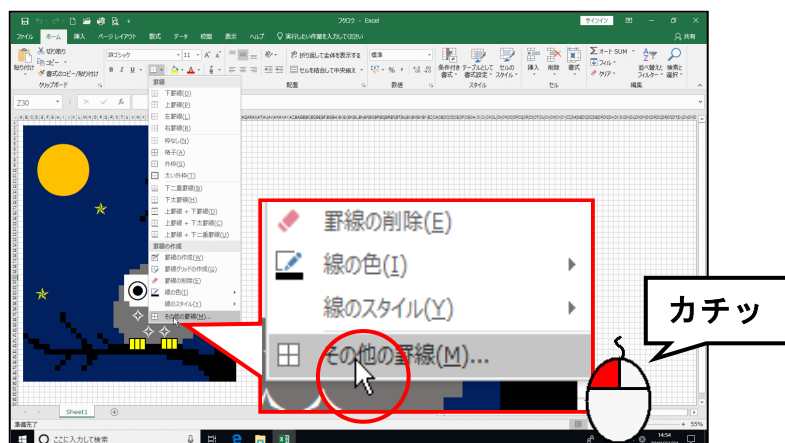 フクロウ - Excel
サインイン
ファイル ホーム 挿入 ページ レイアウト 数式 データ 校閲 表示 ヘルプ 実行したい作業を入力してください 共有
切り取り
コピー
書式のコピー/貼り付け
貼り付け
クリップボード
游ゴシック 11
B I U
折り返して全体を表示する
セルを結合して中央揃え
配置
標準
数値
条件付き書式 テーブルとして書式設定 セルのスタイル
スタイル
挿入 削除 書式
セル
オート SUM
フィル
クリア
並べ替えと フィルター
検索と 選択
編集
Z30
罫線
下罫線(O)
上罫線(P)
左罫線(L)
右罫線(R)
枠なし(N)
格子(A)
外枠(S)
太い外枠(T)
下二重罫線(B)
下太罫線(H)
上罫線 + 下罫線(D)
上罫線 + 下太罫線(C)
上罫線 + 下二重罫線(U)
罫線の作成
罫線の作成(W)
罫線グリッドの作成(G)
罫線の削除(E)
線の色(I)
線のスタイル(Y)
その他の罫線(M)...
罫線の削除(E)
線の色(I)
線のスタイル(Y)
その他の罫線(M)...
カチッ
Sheet1
準備完了
55%
ここに入力して検索
14:54